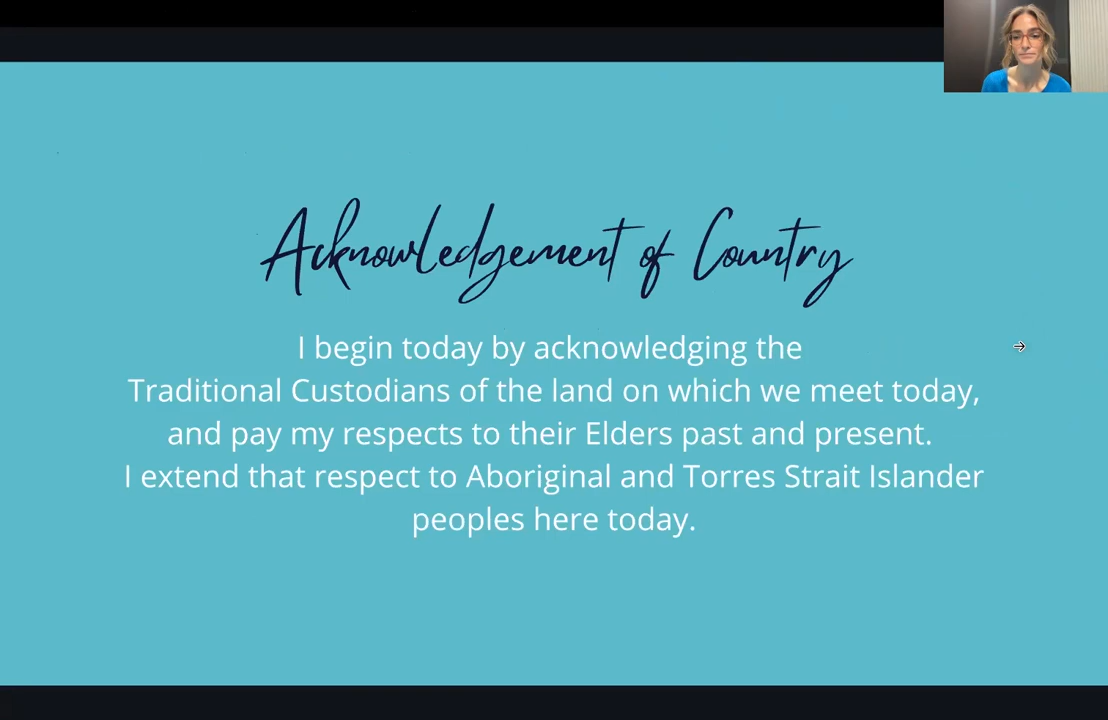 Acknowledgement of Country
I begin today by acknowledging the
Traditional Custodians of the land on which we meet today,
and pay my respects to their Elders past and present.
I extend that respect to Aboriginal and Torres Strait Islander
peoples here today.